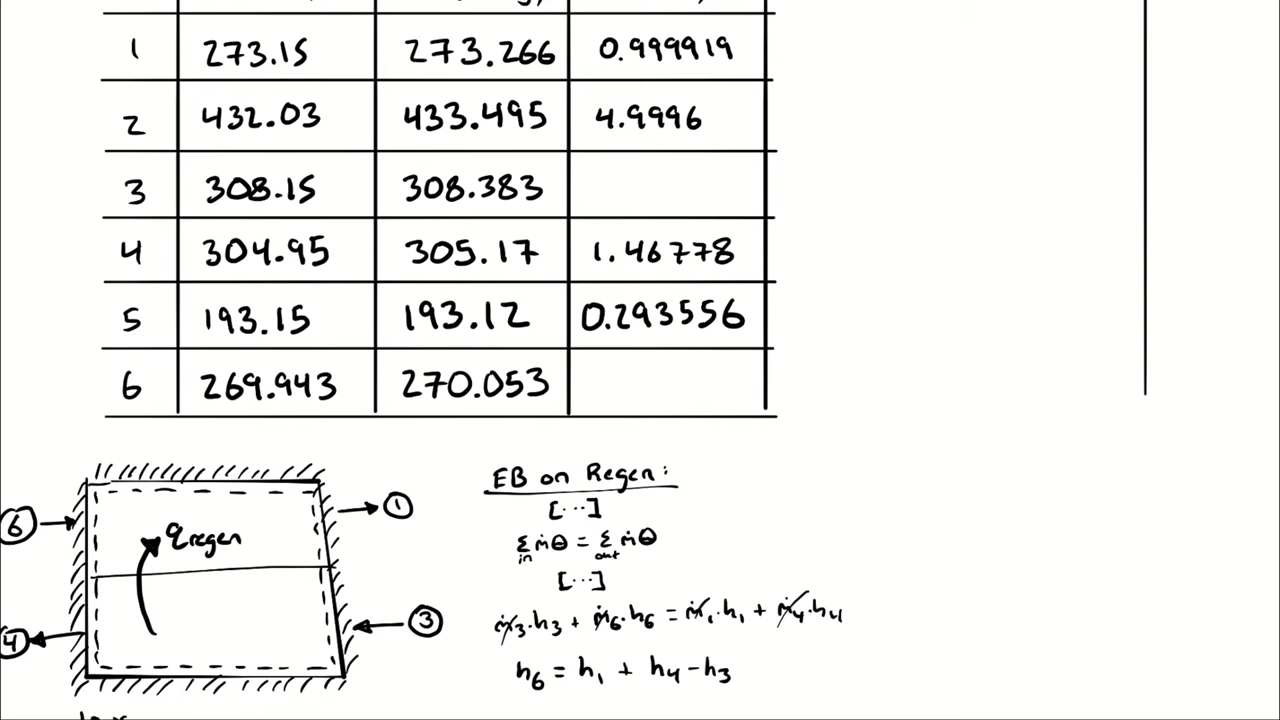 1 273.15 273.266 0.999919
2 432.03 433.495 4.9996
3 308.15 308.383
4 304.95 305.17 1.46778
5 193.15 193.12 0.293556
6 269.943 270.053
EB on Regen:
[...]
Σ ṁθ = Σ ṁθ
in out
[...]
ṁ3·h3 + ṁ6·h6 = ṁ1·h1 + ṁ4·h4
h6 = h1 + h4 - h3
6
1
qregen
4
3